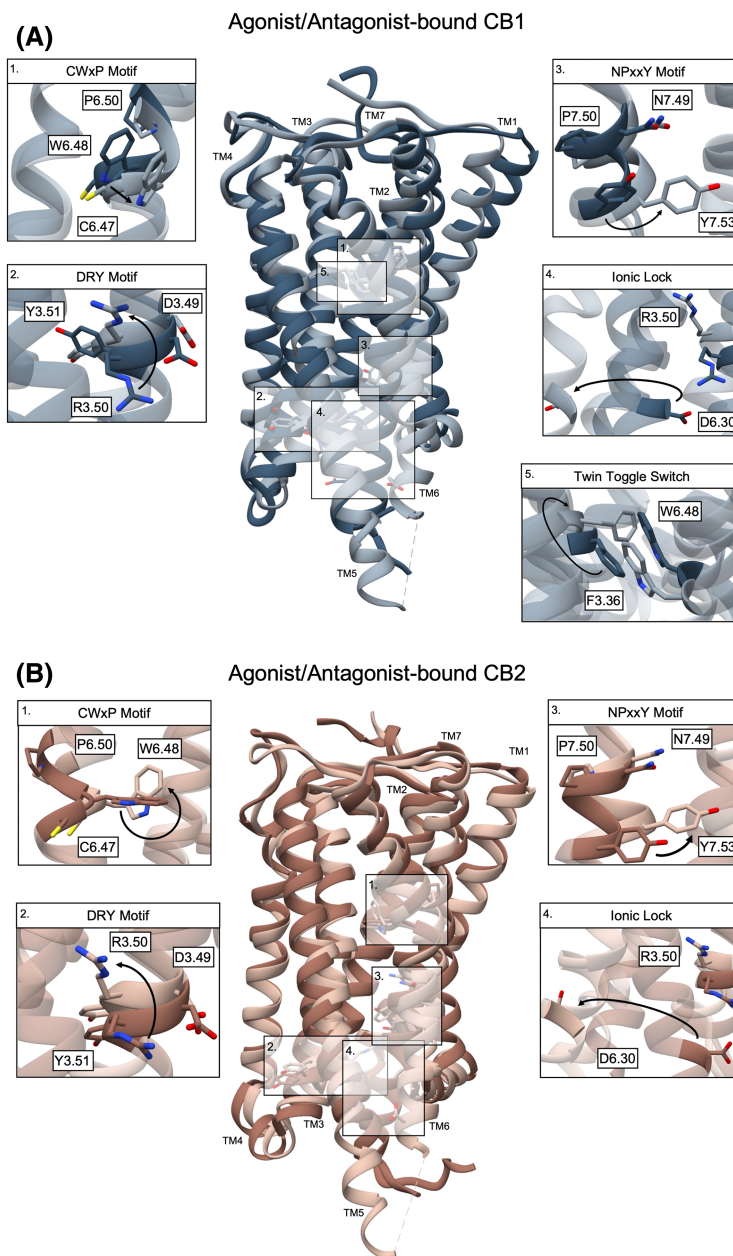 (A)
Agonist/Antagonist-bound CB1
1.
CWxP Motif
P6.50
W6.48
C6.47
2.
DRY Motif
Y3.51
D3.49
R3.50
TM3
TM7
TM1
TM4
TM2
1.
5.
3.
2.
4.
TM6
TM5
3.
NPxxY Motif
P7.50
N7.49
Y7.53
4.
Ionic Lock
R3.50
D6.30
5.
Twin Toggle Switch
W6.48
F3.36
(B)
Agonist/Antagonist-bound CB2
1.
CWxP Motif
P6.50
W6.48
C6.47
2.
DRY Motif
R3.50
D3.49
Y3.51
TM7
TM1
TM2
1.
3.
2.
4.
TM4
TM3
TM6
TM5
3.
NPxxY Motif
P7.50
N7.49
Y7.53
4.
Ionic Lock
R3.50
D6.30